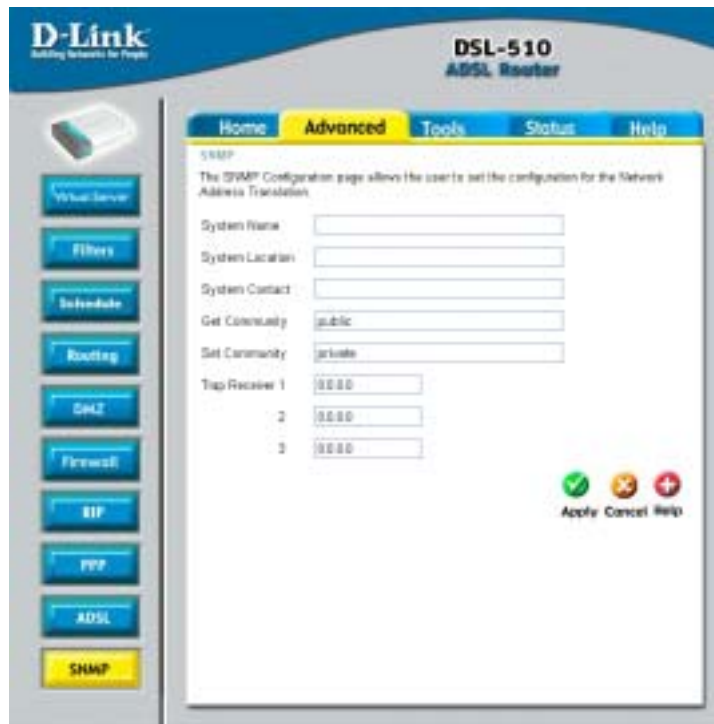 D-Link
Building Networks for People
DSL-510
ADSL Router
Home Advanced Tools Status Help
SNMP
The SNMP Configuration page allows the user to set the configuration for the Network
Address Translation.
System Name
System Location
System Contact
Get Community public
Set Community private
Trap Receiver 1 0.0.0.0
2 0.0.0.0
3 0.0.0.0
Apply Cancel Help
Virtual Server
Filters
Schedule
Routing
DMZ
Firewall
RIP
PPP
ADSL
SNMP